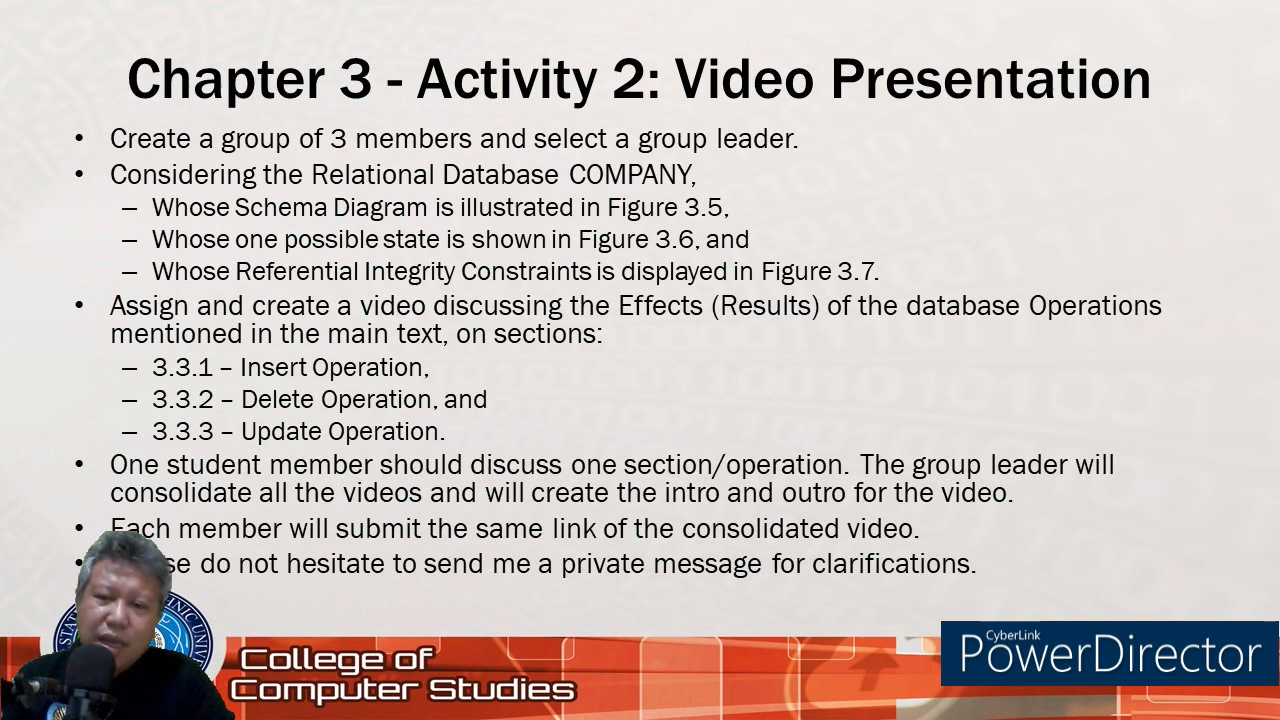 Chapter 3 - Activity 2: Video Presentation
• Create a group of 3 members and select a group leader.
• Considering the Relational Database COMPANY,
– Whose Schema Diagram is illustrated in Figure 3.5,
– Whose one possible state is shown in Figure 3.6, and
– Whose Referential Integrity Constraints is displayed in Figure 3.7.
• Assign and create a video discussing the Effects (Results) of the database Operations
mentioned in the main text, on sections:
– 3.3.1 – Insert Operation,
– 3.3.2 – Delete Operation, and
– 3.3.3 – Update Operation.
• One student member should discuss one section/operation. The group leader will
consolidate all the videos and will create the intro and outro for the video.
• Each member will submit the same link of the consolidated video.
• se do not hesitate to send me a private message for clarifications.
College of
Computer Studies
CyberLink
PowerDirector